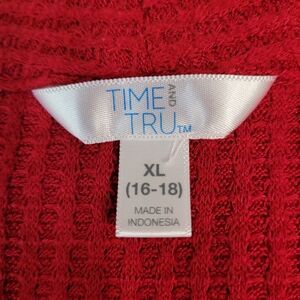 TIME AND
TRU™
XL
(16-18)
MADE IN
INDONESIA